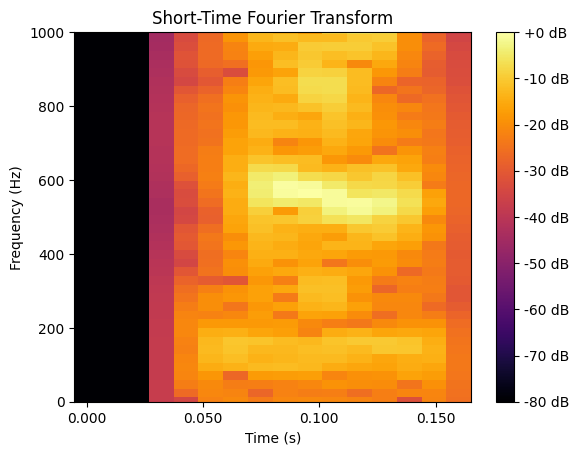 Short-Time Fourier Transform
1000
800
600
400
200
0
Frequency (Hz)
0.000
0.050
0.100
0.150
Time (s)
+0 dB
-10 dB
-20 dB
-30 dB
-40 dB
-50 dB
-60 dB
-70 dB
-80 dB